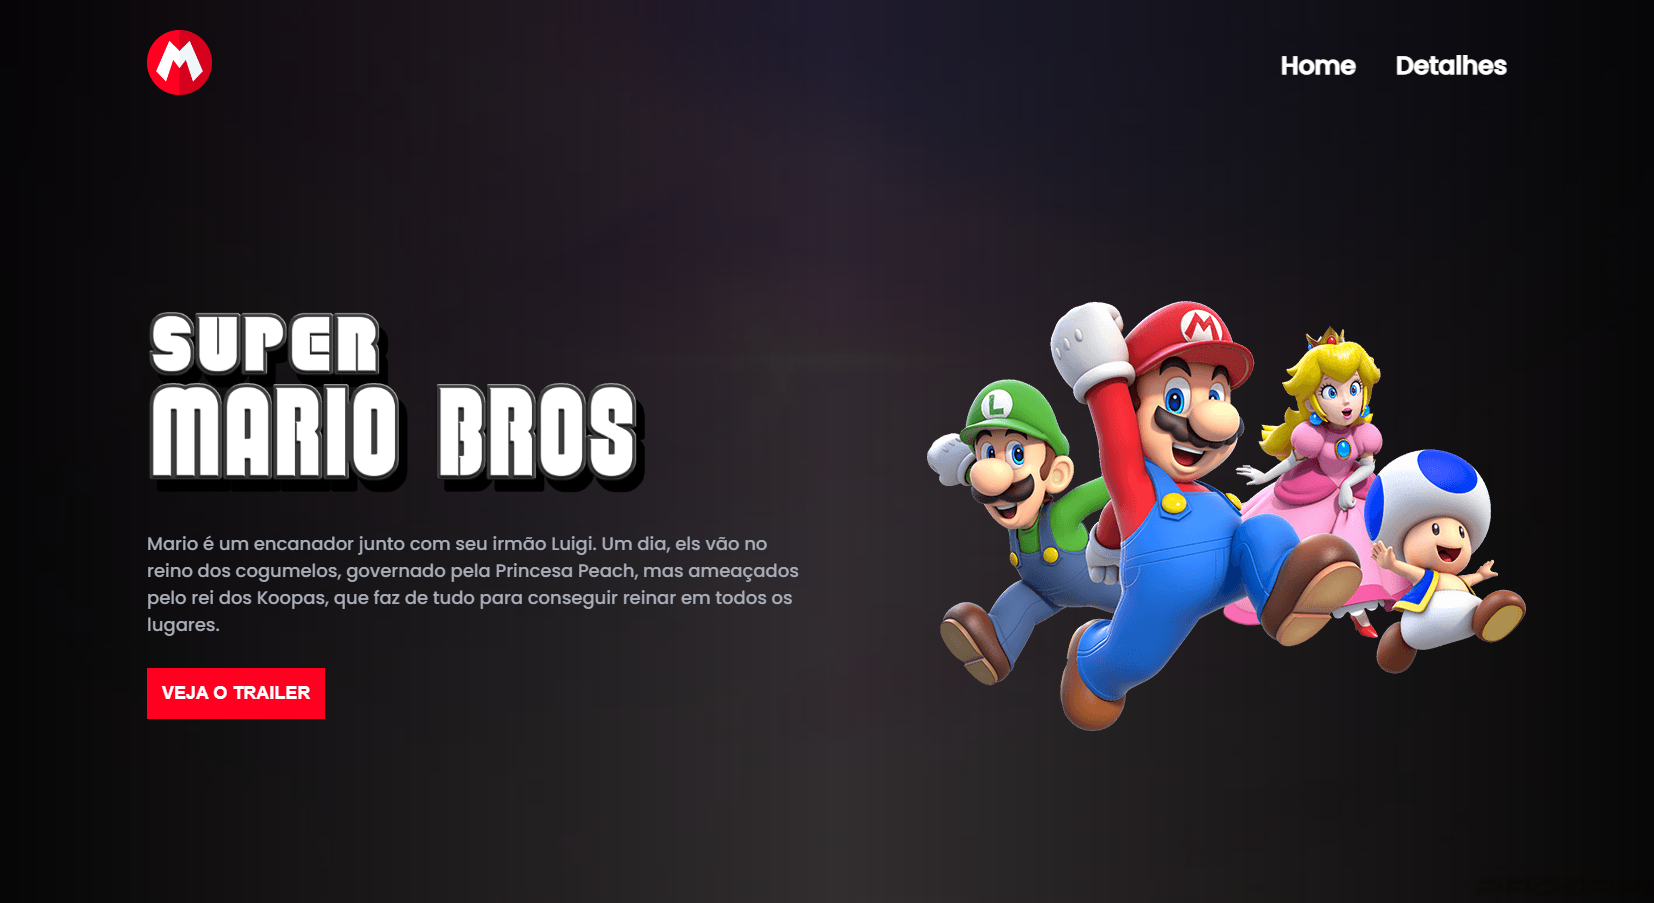 M
Home Detalhes
SUPER
MARIO BROS
M
L
Mario é um encanador junto com seu irmão Luigi. Um dia, els vão no
reino dos cogumelos, governado pela Princesa Peach, mas ameaçados
pelo rei dos Koopas, que faz de tudo para conseguir reinar em todos os
lugares.
VEJA O TRAILER